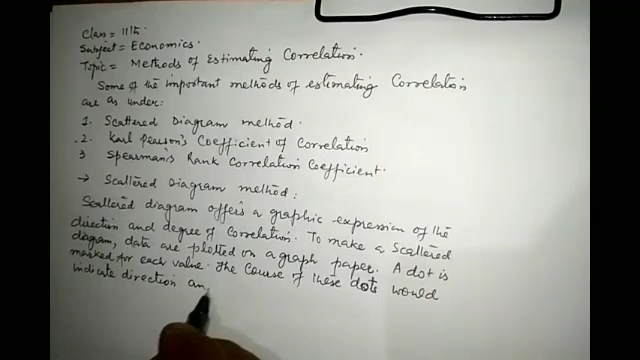 Class = 11th.
Subject = Economics.
Topic = Methods of Estimating Correlation.
Some of the important methods of estimating Correlation
are as under:
1. Scattered Diagram method.
2. Karl Pearson's Coefficient of Correlation
3 Spearman's Rank Correlation Coefficient.
→ Scattered Diagram method:
Scattered diagram offers a graphic expression of the
direction and degree of Correlation. To make a Scattered
diagram, data are plotted on a graph paper. A dot is
marked for each value. The Course of these dots would
indicate direction an